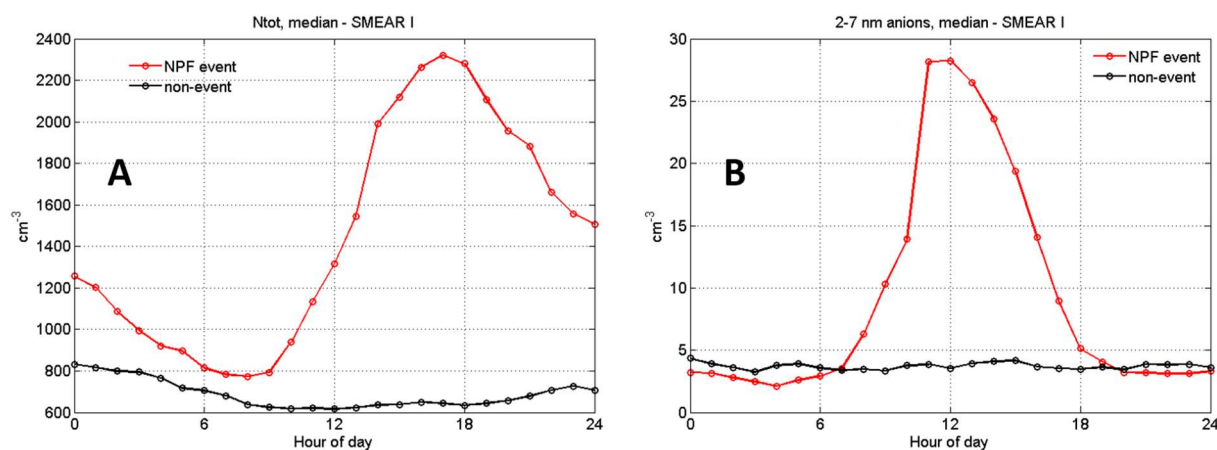 Ntot, median - SMEAR I
2400
2200
2000
1800
1600
1400
1200
1000
800
600
cm-3
NPF event
non-event
A
0 6 12 18 24
Hour of day
2-7 nm anions, median - SMEAR I
30
25
20
15
10
5
0
cm-3
NPF event
non-event
B
0 6 12 18 24
Hour of day